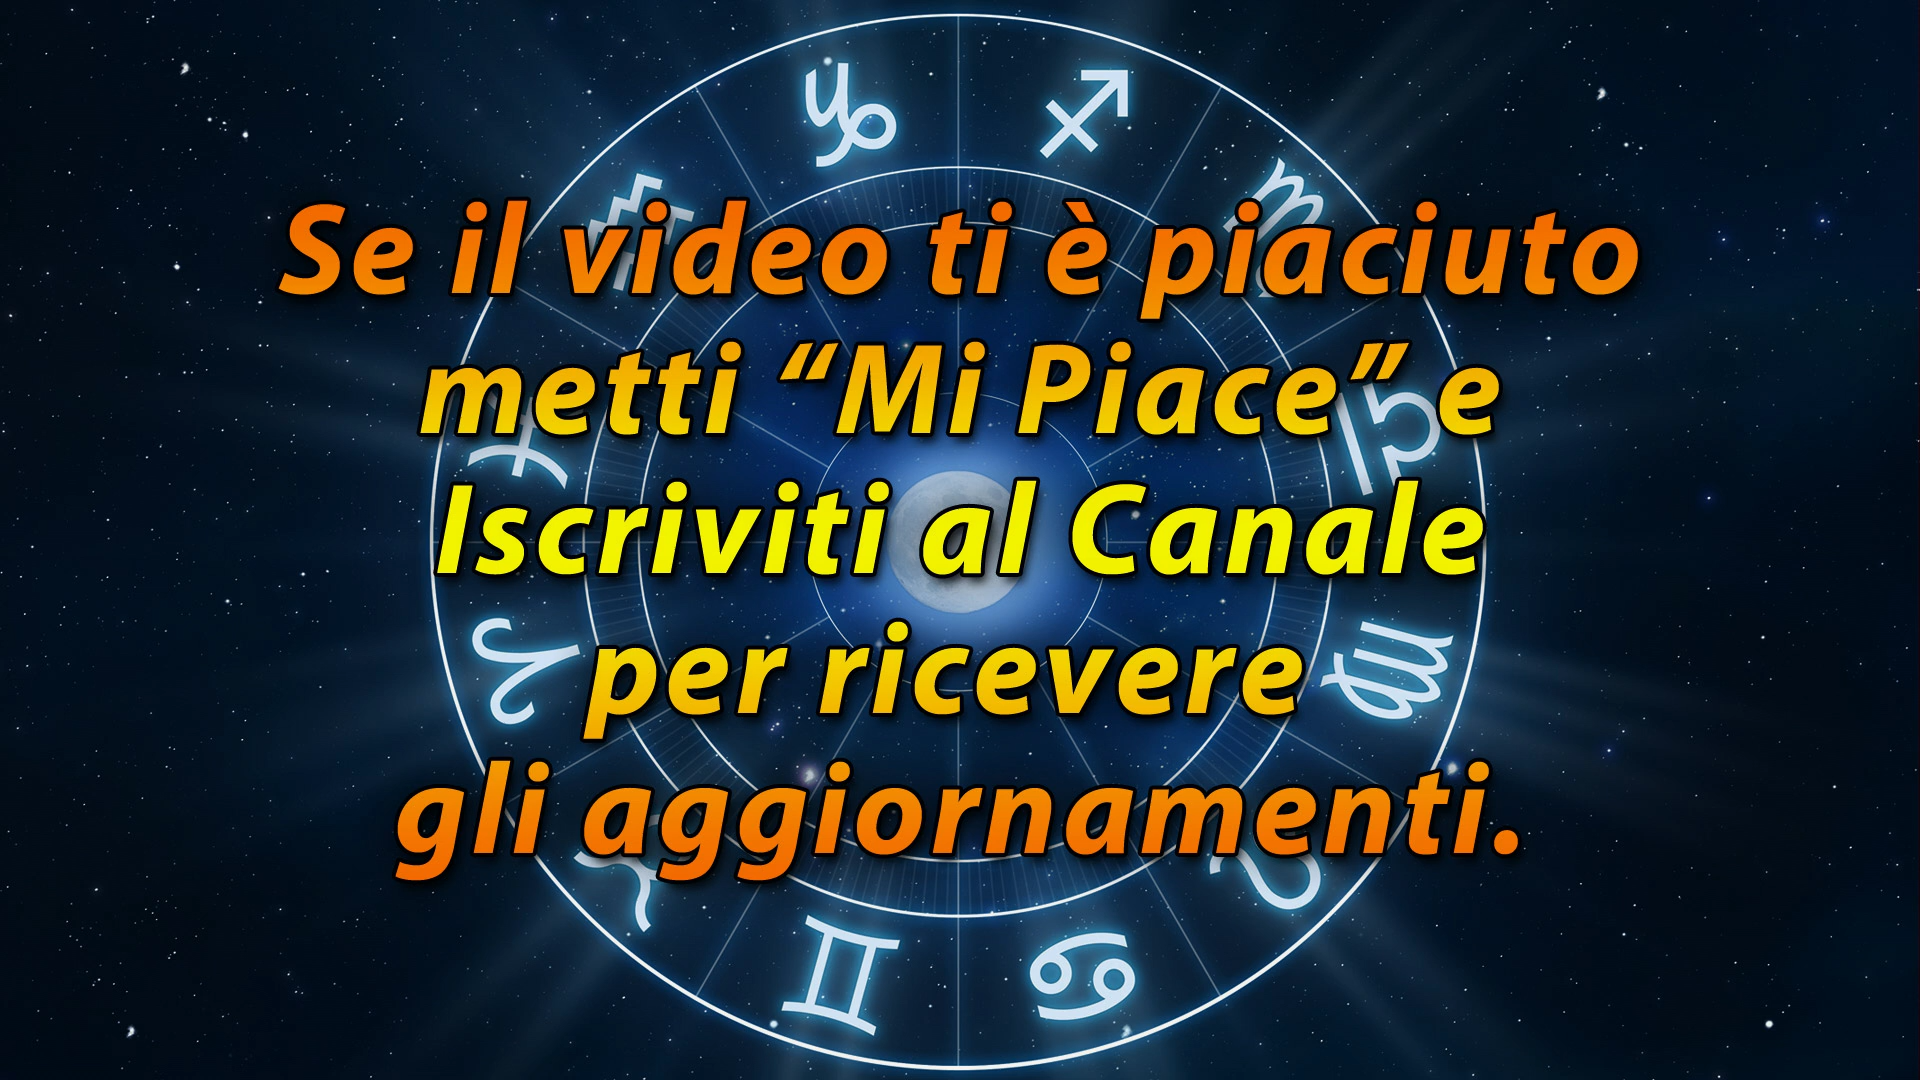 Se il video ti è piaciuto
metti “Mi Piace” e
Iscriviti al Canale
per ricevere
gli aggiornamenti.